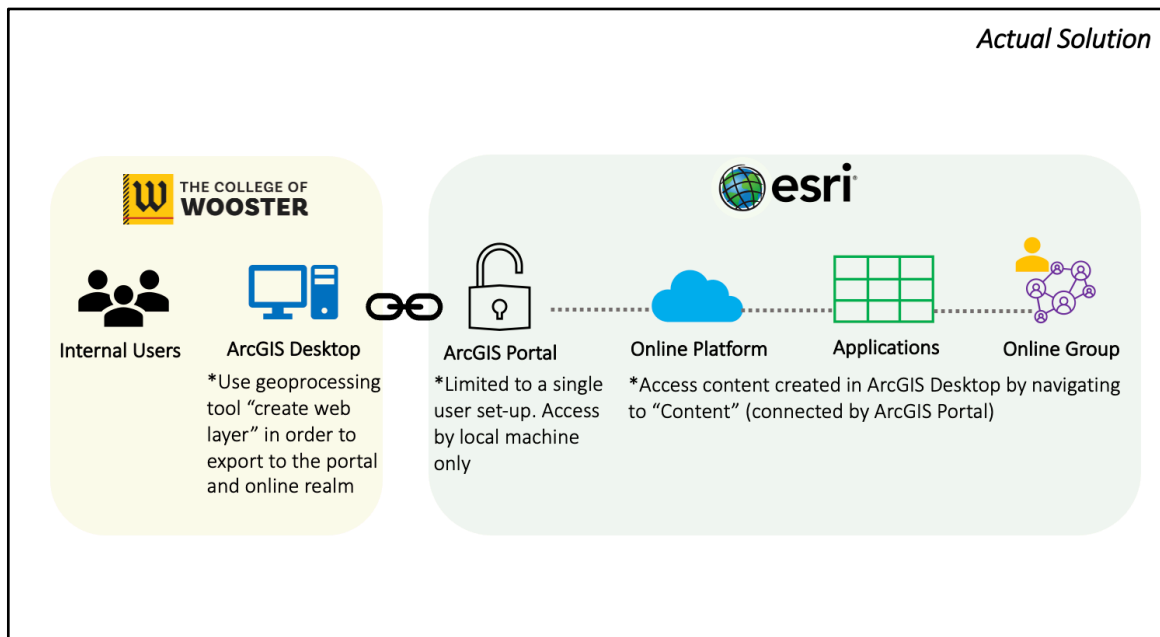 Actual Solution
W THE COLLEGE OF
WOOSTER
esri®
Internal Users
ArcGIS Desktop
*Use geoprocessing
tool “create web
layer” in order to
export to the portal
and online realm
ArcGIS Portal
*Limited to a single
user set-up. Access
by local machine
only
Online Platform
Applications
Online Group
*Access content created in ArcGIS Desktop by navigating
to “Content” (connected by ArcGIS Portal)